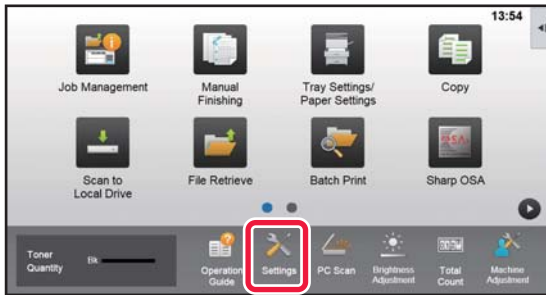 13:54
Job Management
Manual
Finishing
Tray Settings/
Paper Settings
Copy
Scan to
Local Drive
File Retrieve
Batch Print
Sharp OSA
Toner
Quantity
Bk
Operation
Guide
Settings
PC Scan
Brightness
Adjustment
Total
Count
Machine
Adjustment